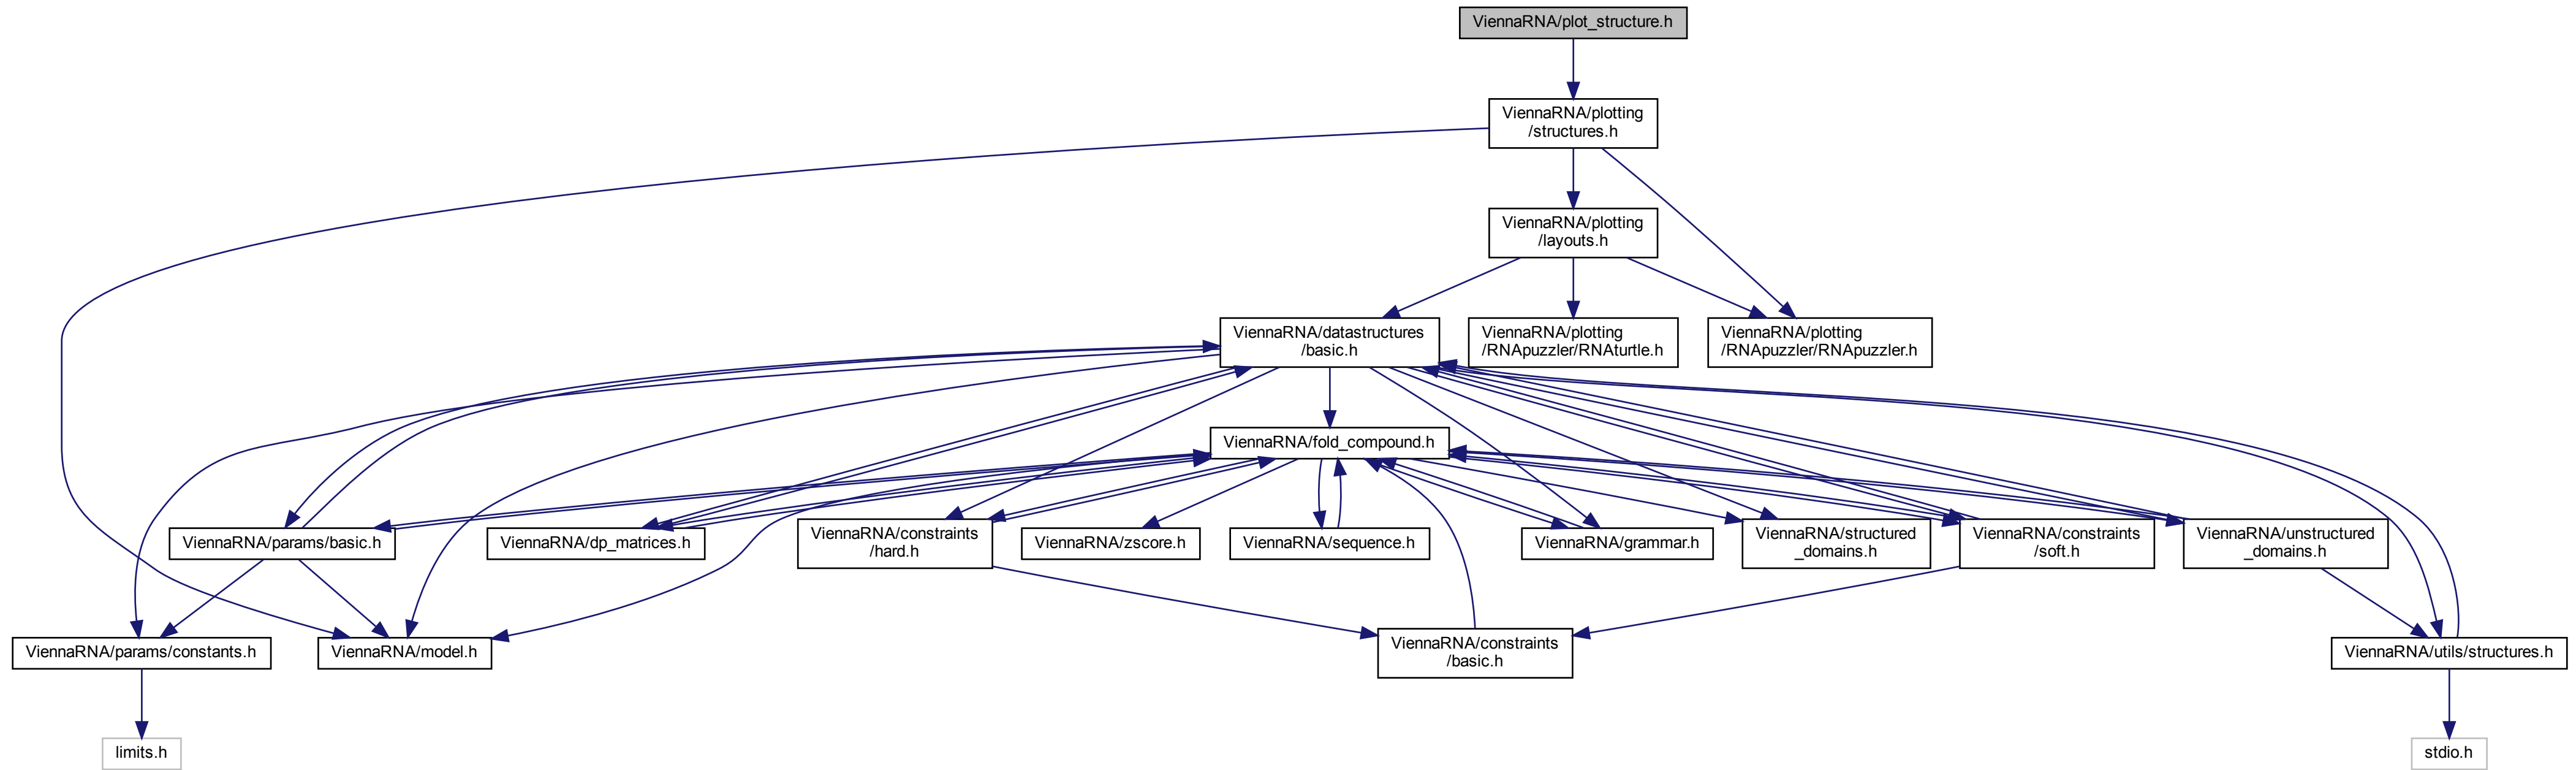 ViennaRNA/plot_structure.h
ViennaRNA/plotting
/structures.h
ViennaRNA/plotting
/layouts.h
ViennaRNA/datastructures
/basic.h
ViennaRNA/plotting
/RNApuzzler/RNAturtle.h
ViennaRNA/plotting
/RNApuzzler/RNApuzzler.h
ViennaRNA/fold_compound.h
ViennaRNA/params/basic.h
ViennaRNA/dp_matrices.h
ViennaRNA/constraints
/hard.h
ViennaRNA/zscore.h
ViennaRNA/sequence.h
ViennaRNA/grammar.h
ViennaRNA/structured
_domains.h
ViennaRNA/constraints
/soft.h
ViennaRNA/unstructured
_domains.h
ViennaRNA/params/constants.h
ViennaRNA/model.h
ViennaRNA/constraints
/basic.h
ViennaRNA/utils/structures.h
limits.h
stdio.h